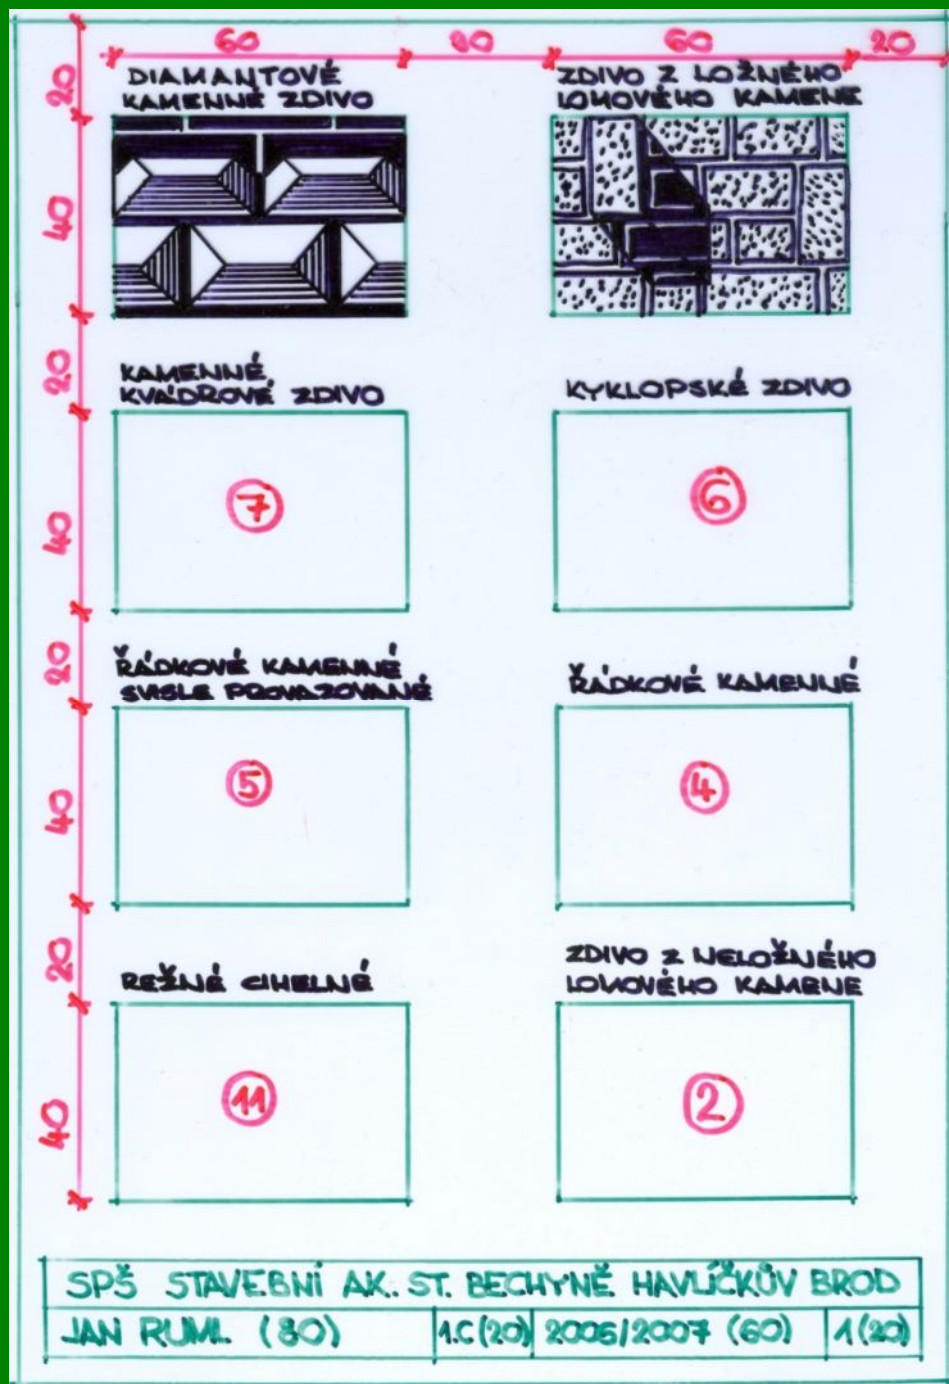 60 60 20
20
DIAMANTOVÉ
KAMENNÉ ZDIVO
ZDIVO Z LOŽNÉHO
LOMOVÉHO KAMENE
40
20
KAMENNÉ
KVÁDROVÉ ZDIVO
KYKLOPSKÉ ZDIVO
40
7
6
20
ŘÁDKOVÉ KAMENNÉ
SVISLE PROVAZOVANÉ
ŘÁDKOVÉ KAMENNÉ
40
5
4
20
REŽNÉ CIHELNÉ
ZDIVO Z NELOŽNÉHO
LOMOVÉHO KAMENE
40
11
2
SPŠ STAVEBNÍ AK. ST. BECHYNĚ HAVLÍČKŮV BROD
JAN RUML (80) 1.C(20) 2006/2007 (60) 1(20)